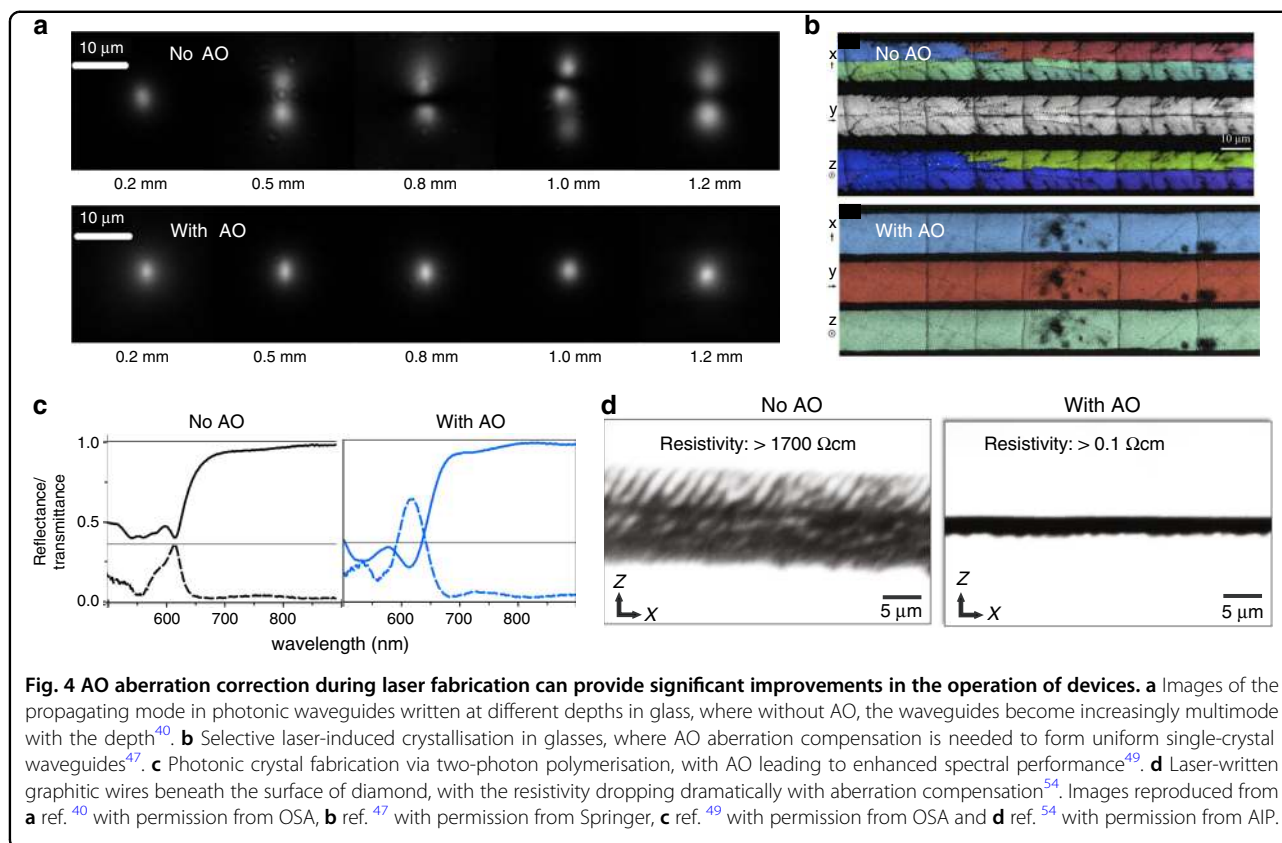 a
No AO
10 μm
0.2 mm 0.5 mm 0.8 mm 1.0 mm 1.2 mm
With AO
10 μm
0.2 mm 0.5 mm 0.8 mm 1.0 mm 1.2 mm
b
No AO
x
y
z
10 μm
With AO
x
y
z
c
No AO With AO
Reflectance/
transmittance
1.0
0.5
0.0
600 700 800 600 700 800
wavelength (nm)
d
No AO With AO
Resistivity: > 1700 Ωcm
Z
X
5 μm
Resistivity: > 0.1 Ωcm
Z
X
5 μm
Fig. 4 AO aberration correction during laser fabrication can provide significant improvements in the operation of devices. a Images of the
propagating mode in photonic waveguides written at different depths in glass, where without AO, the waveguides become increasingly multimode
with the depth40. b Selective laser-induced crystallisation in glasses, where AO aberration compensation is needed to form uniform single-crystal
waveguides47. c Photonic crystal fabrication via two-photon polymerisation, with AO leading to enhanced spectral performance49. d Laser-written
graphitic wires beneath the surface of diamond, with the resistivity dropping dramatically with aberration compensation54. Images reproduced from
a ref. 40 with permission from OSA, b ref. 47 with permission from Springer, c ref. 49 with permission from OSA and d ref. 54 with permission from AIP.